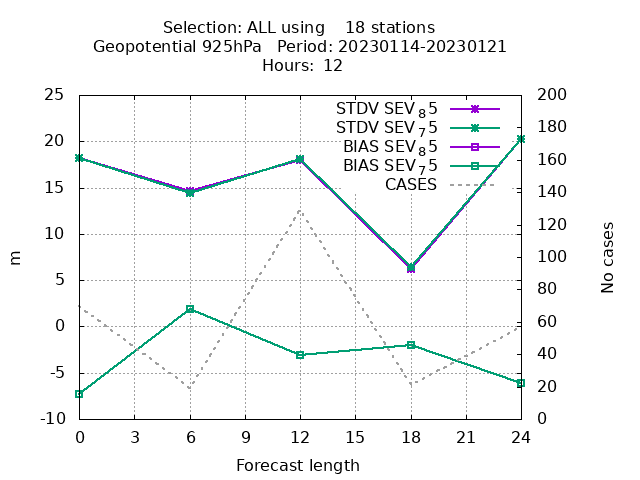 Selection: ALL using    18 stations
Geopotential 925hPa   Period: 20230114-20230121
Hours: 12
STDV SEV₈5
STDV SEV₇5
BIAS SEV₈5
BIAS SEV₇5
CASES
25
20
15
10
5
0
-5
-10
m
200
180
160
140
120
100
80
60
40
20
0
No cases
0 3 6 9 12 15 18 21 24
Forecast length